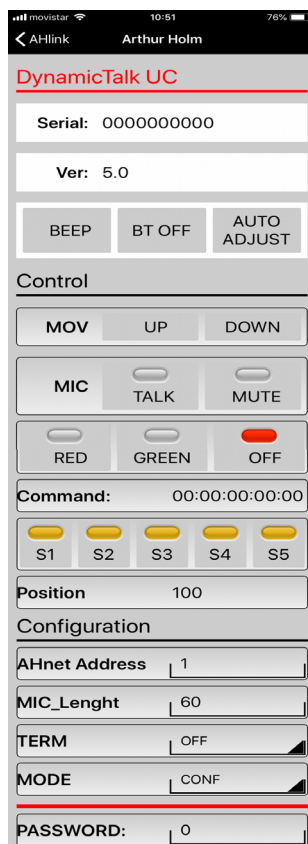 movistar 10:51 76%
AHlink Arthur Holm
DynamicTalk UC
Serial: 0000000000
Ver: 5.0
BEEP BT OFF AUTO ADJUST
Control
MOV UP DOWN
MIC TALK MUTE
RED GREEN OFF
Command: 00:00:00:00:00
S1 S2 S3 S4 S5
Position 100
Configuration
AHnet Address 1
MIC_Lenght 60
TERM OFF
MODE CONF
PASSWORD: 0